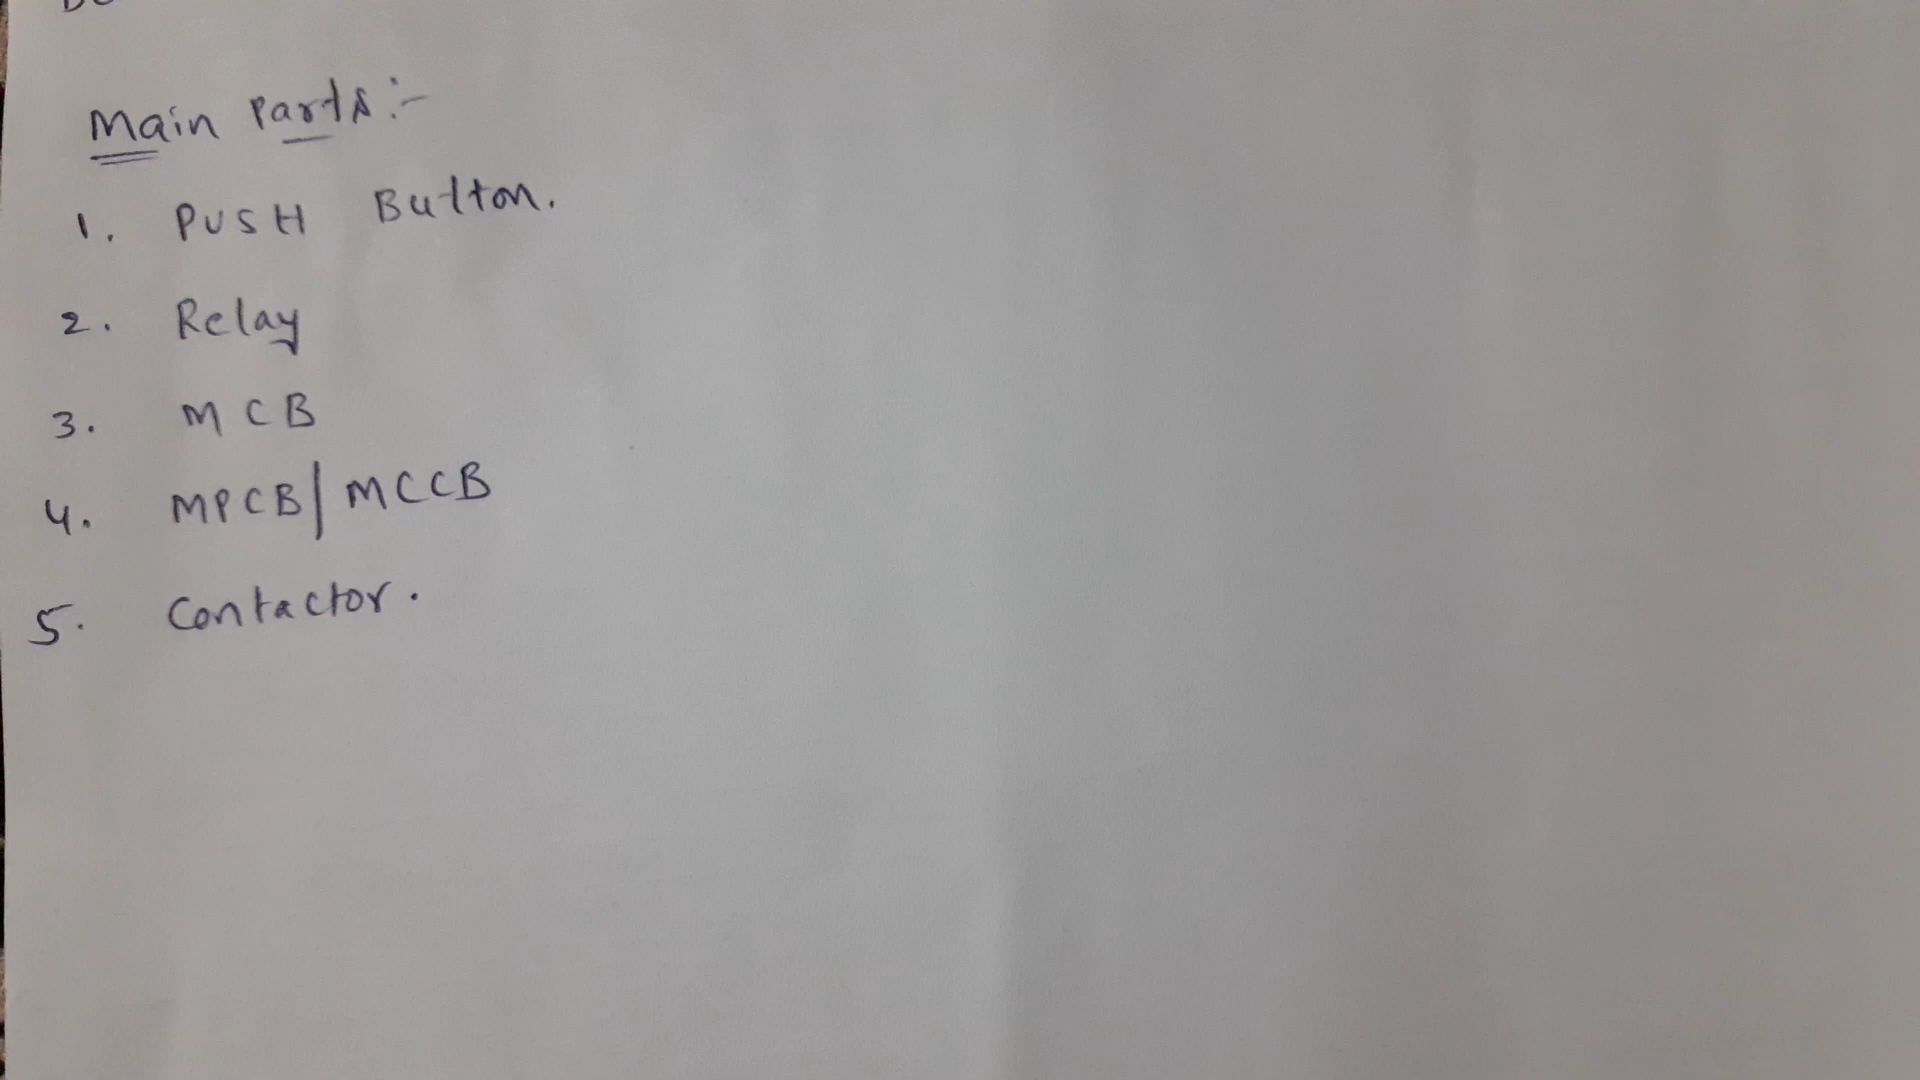 Main Parts:-
1. PUSH Button.
2. Relay
3. MCB
4. MPCB/MCCB
5. Contactor.